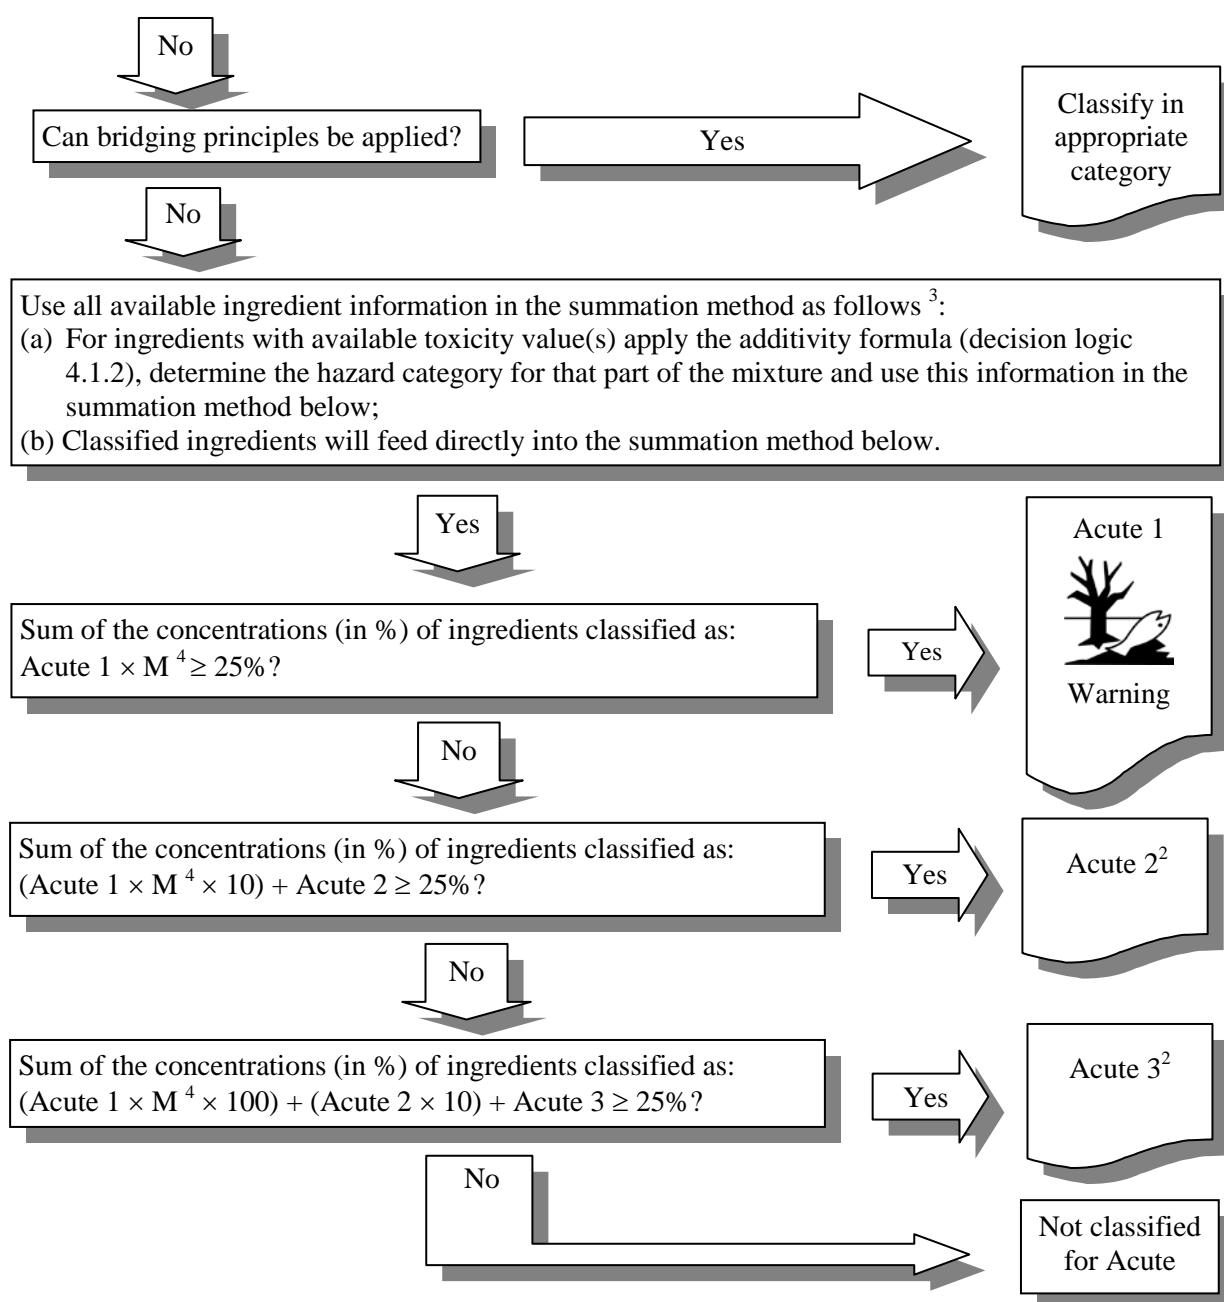 No
Can bridging principles be applied?
Yes
Classify in
appropriate
category
No
Use all available ingredient information in the summation method as follows ³:
(a) For ingredients with available toxicity value(s) apply the additivity formula (decision logic
4.1.2), determine the hazard category for that part of the mixture and use this information in the
summation method below;
(b) Classified ingredients will feed directly into the summation method below.
Yes
Acute 1
Warning
Sum of the concentrations (in %) of ingredients classified as:
Acute 1 × M ⁴ ≥ 25%?
Yes
No
Sum of the concentrations (in %) of ingredients classified as:
(Acute 1 × M ⁴ × 10) + Acute 2 ≥ 25%?
Yes
Acute 2²
No
Sum of the concentrations (in %) of ingredients classified as:
(Acute 1 × M ⁴ × 100) + (Acute 2 × 10) + Acute 3 ≥ 25%?
Yes
Acute 3²
No
Not classified
for Acute